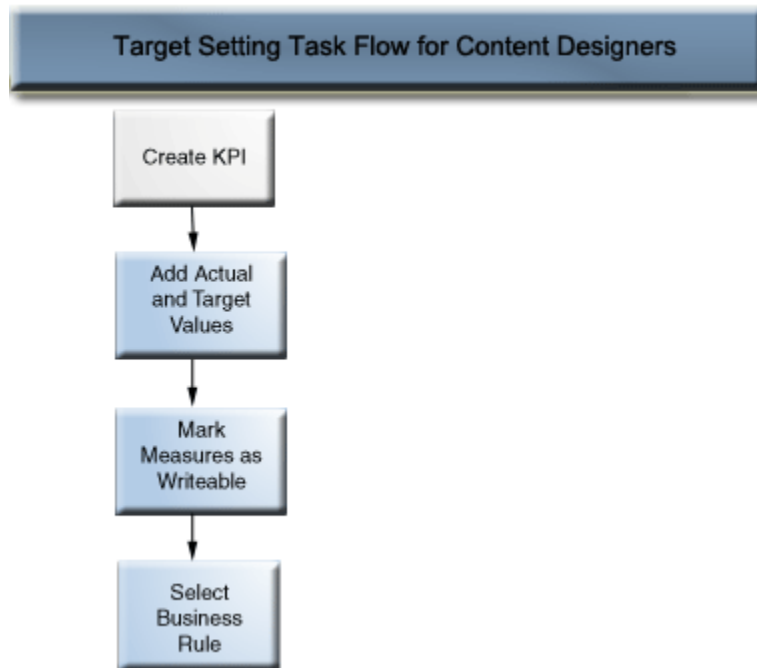 Target Setting Task Flow for Content Designers
Create KPI
Add Actual
and Target
Values
Mark
Measures as
Writeable
Select
Business
Rule